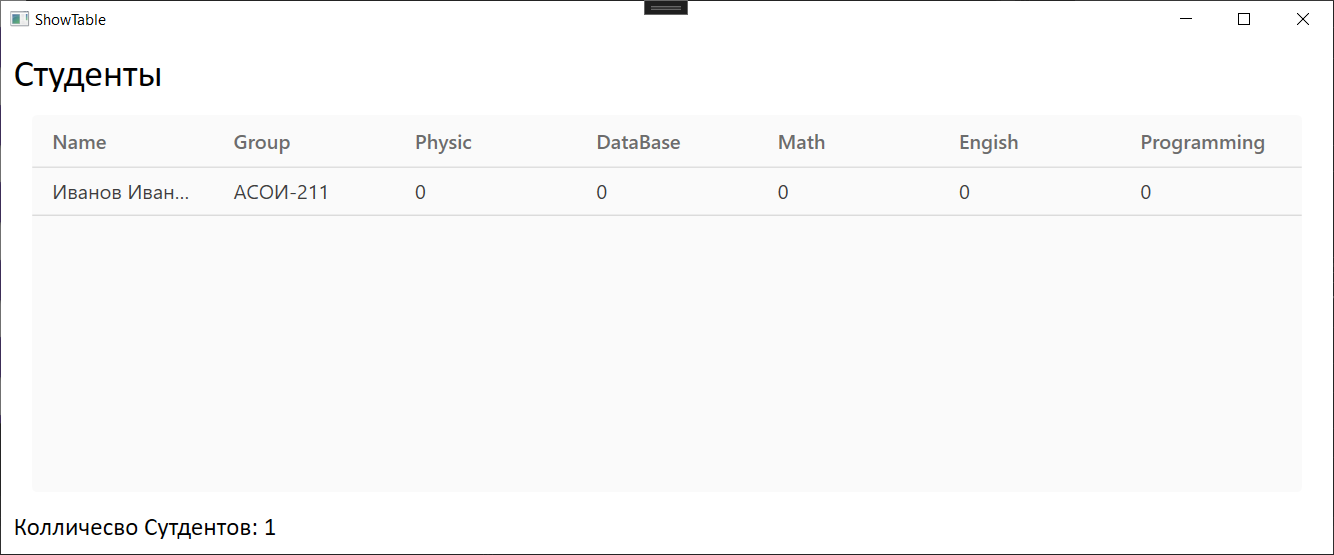 ShowTable
Студенты
Name Group Physic DataBase Math Engish Programming
Иванов Иван... АСОИ-211 0 0 0 0 0
Колличесво Сутдентов: 1